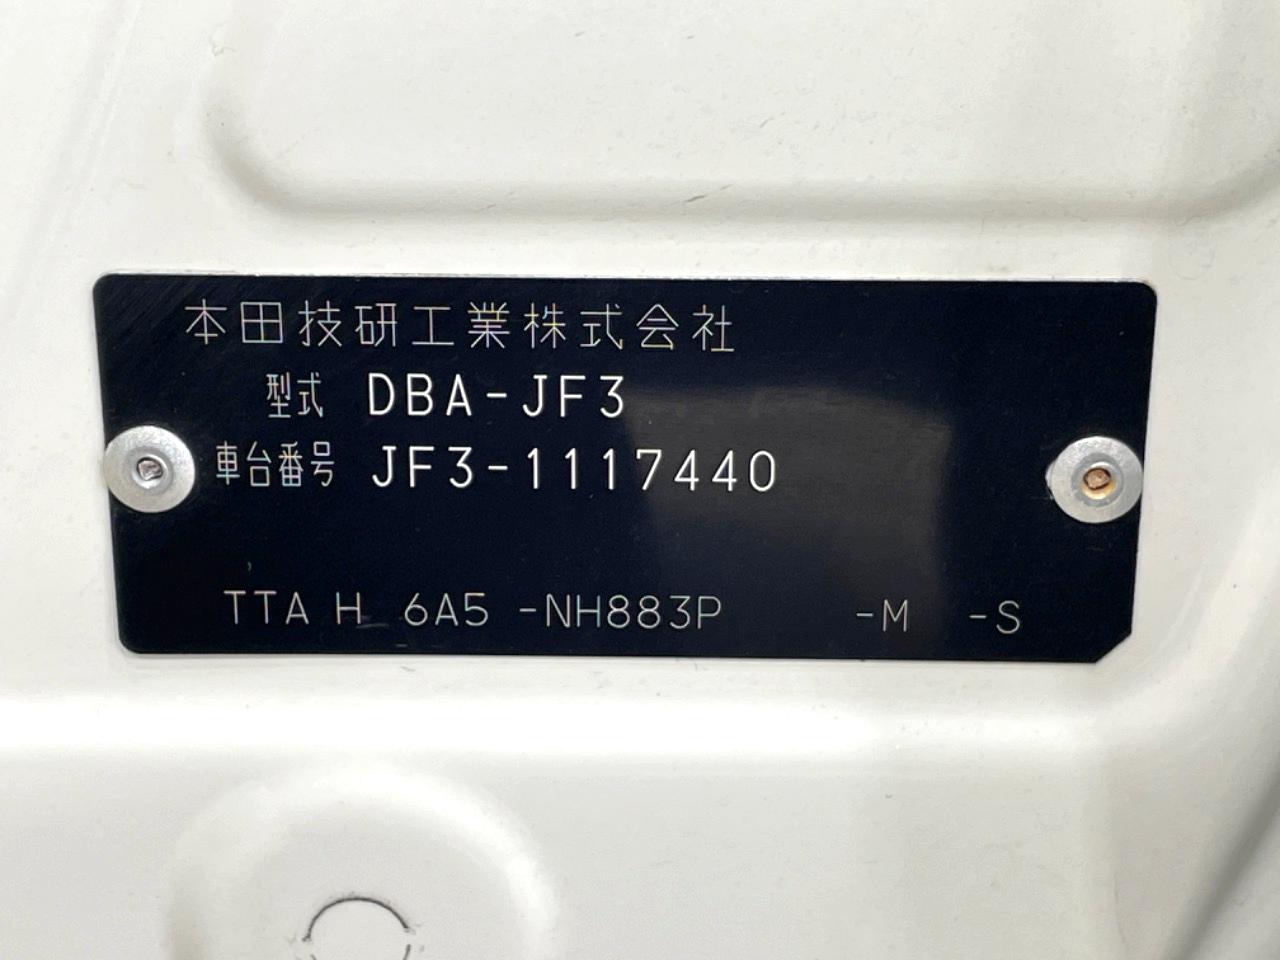 本田技研工業株式会社
型式 DBA-JF3
車台番号 JF3-1117440
TTA H 6A5 -NH883P -M -S